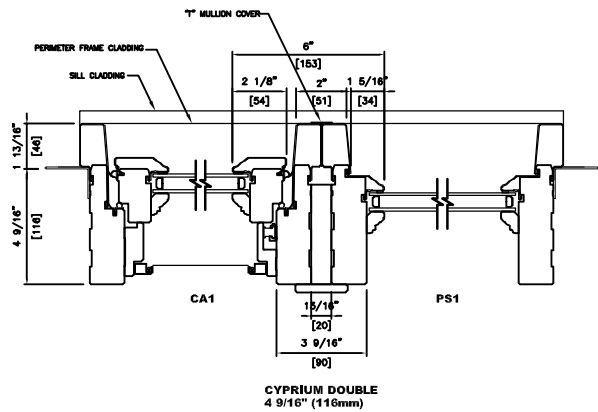 "T" MULLION COVER
6"
[153]
PERIMETER FRAME CLADDING
SILL CLADDING
2 1/8"
[54]
2"
[51]
1 5/16"
[34]
1 13/16"
[46]
4 9/16"
[116]
CA1
PS1
13/16"
[20]
3 9/16"
[90]
CYPRIUM DOUBLE
4 9/16" (116mm)